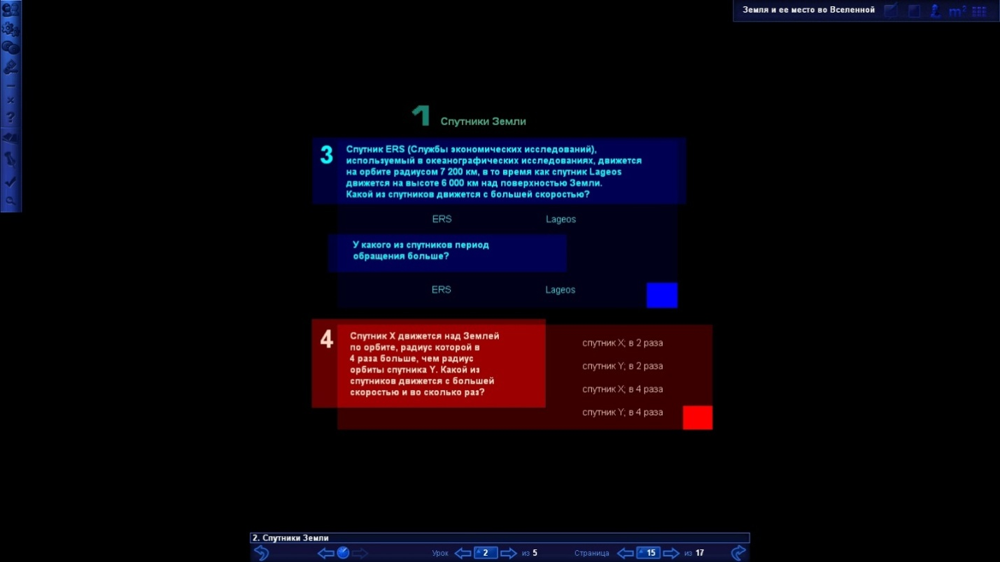 Земля и ее место во Вселенной
m²
?
1 Спутники Земли
3
Спутник ERS (Службы экономических исследований),
используемый в океанографических исследованиях, движется
на орбите радиусом 7 200 км, в то время как спутник Lageos
движется на высоте 6 000 км над поверхностью Земли.
Какой из спутников движется с большей скоростью?
ERS Lageos
У какого из спутников период
обращения больше?
ERS Lageos
4
Спутник X движется над Землей
по орбите, радиус которой в
4 раза больше, чем радиус
орбиты спутника Y. Какой из
спутников движется с большей
скоростью и во сколько раз?
спутник X; в 2 раза
спутник Y; в 2 раза
спутник X; в 4 раза
спутник Y; в 4 раза
2. Спутники Земли
Урок 2 из 5 Страница 15 из 17